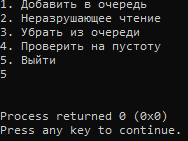 1. Добавить в очередь
2. Неразрушающее чтение
3. Убрать из очереди
4. Проверить на пустоту
5. Выйти
5
Process returned 0 (0x0)
Press any key to continue.